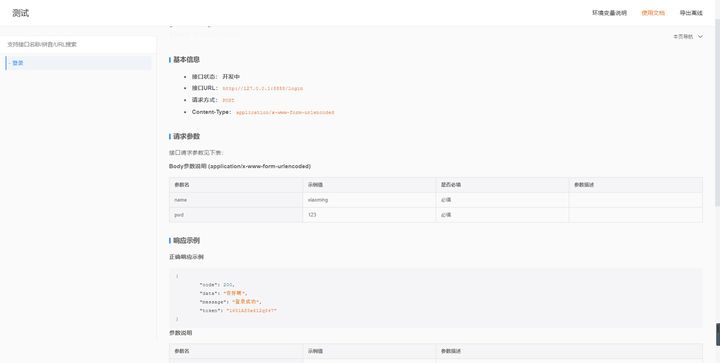 测试
环境变量说明 使用文档 导出离线
支持接口名称/拼音/URL搜索
本页导航
- 登录
基本信息
接口状态： 开发中
接口URL： http://127.0.0.1:8888/login
请求方式： POST
Content-Type： application/x-www-form-urlencoded
请求参数
接口请求参数见下表：
Body参数说明 (application/x-www-form-urlencoded)
参数名 示例值 是否必填 参数描述
name xiaoming 必填
pwd 123 必填
响应示例
正确响应示例
{
"code": 200,
"data":
"message": "登录成功",
"token":
}
参数说明
参数名 示例值 参数描述